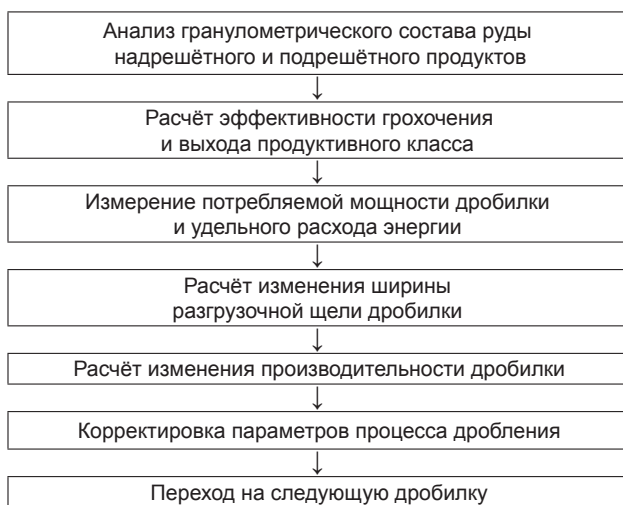 Анализ гранулометрического состава руды
надрешётного и подрешётного продуктов
↓
Расчёт эффективности грохочения
и выхода продуктивного класса
↓
Измерение потребляемой мощности дробилки
и удельного расхода энергии
↓
Расчёт изменения ширины
разгрузочной щели дробилки
↓
Расчёт изменения производительности дробилки
↓
Корректировка параметров процесса дробления
↓
Переход на следующую дробилку